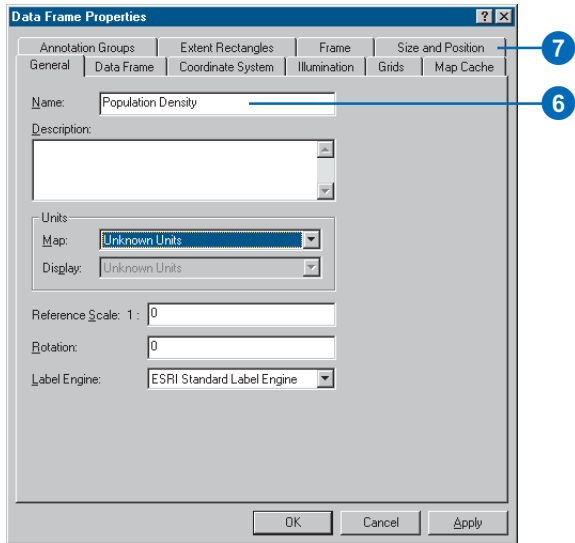 Data Frame Properties
Annotation Groups Extent Rectangles Frame Size and Position
7
General Data Frame Coordinate System Illumination Grids Map Cache
Name: Population Density
6
Description:
Units
Map: Unknown Units
Display: Unknown Units
Reference Scale: 1 : 0
Rotation: 0
Label Engine: ESRI Standard Label Engine
OK Cancel Apply